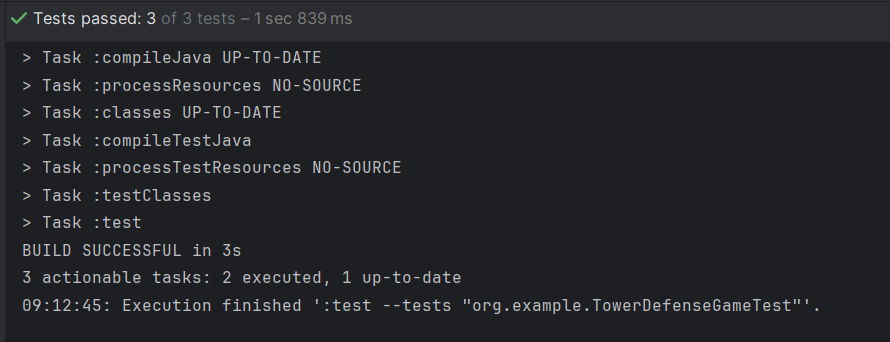 Tests passed: 3 of 3 tests – 1 sec 839 ms
> Task :compileJava UP-TO-DATE
> Task :processResources NO-SOURCE
> Task :classes UP-TO-DATE
> Task :compileTestJava
> Task :processTestResources NO-SOURCE
> Task :testClasses
> Task :test
BUILD SUCCESSFUL in 3s
3 actionable tasks: 2 executed, 1 up-to-date
09:12:45: Execution finished ':test --tests "org.example.TowerDefenseGameTest"'.